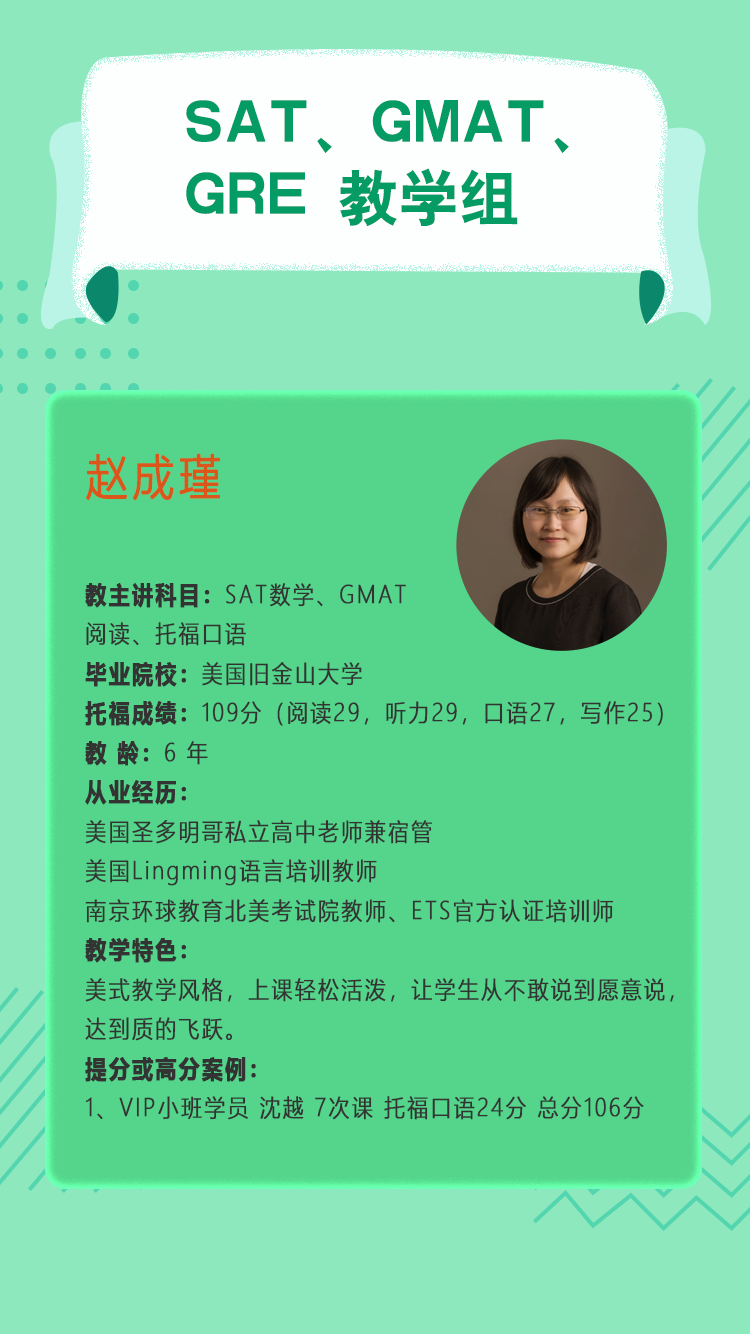 SAT、GMAT、
GRE 教学组
赵成瑾
教主讲科目：SAT数学、GMAT
阅读、托福口语
毕业院校：美国旧金山大学
托福成绩：109分（阅读29，听力29，口语27，写作25）
教 龄：6 年
从业经历：
美国圣多明哥私立高中老师兼宿管
美国Lingming语言培训教师
南京环球教育北美考试院教师、ETS官方认证培训师
教学特色：
美式教学风格，上课轻松活泼，让学生从不敢说到愿意说，
达到质的飞跃。
提分或高分案例：
1、VIP小班学员 沈越 7次课 托福口语24分 总分106分